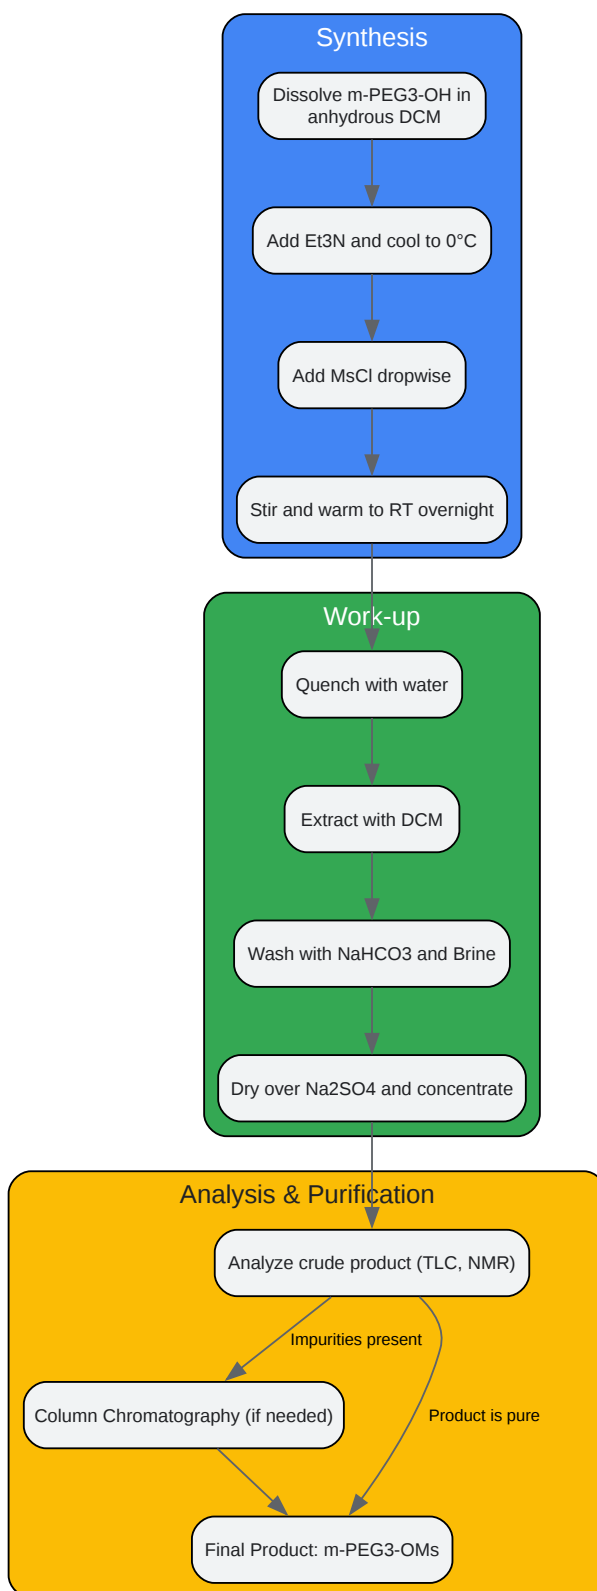 Synthesis
Dissolve m-PEG3-OH in
anhydrous DCM
Add Et3N and cool to 0°C
Add MsCl dropwise
Stir and warm to RT overnight
Work-up
Quench with water
Extract with DCM
Wash with NaHCO3 and Brine
Dry over Na2SO4 and concentrate
Analysis & Purification
Analyze crude product (TLC, NMR)
Impurities present
Column Chromatography (if needed)
Product is pure
Final Product: m-PEG3-OMs